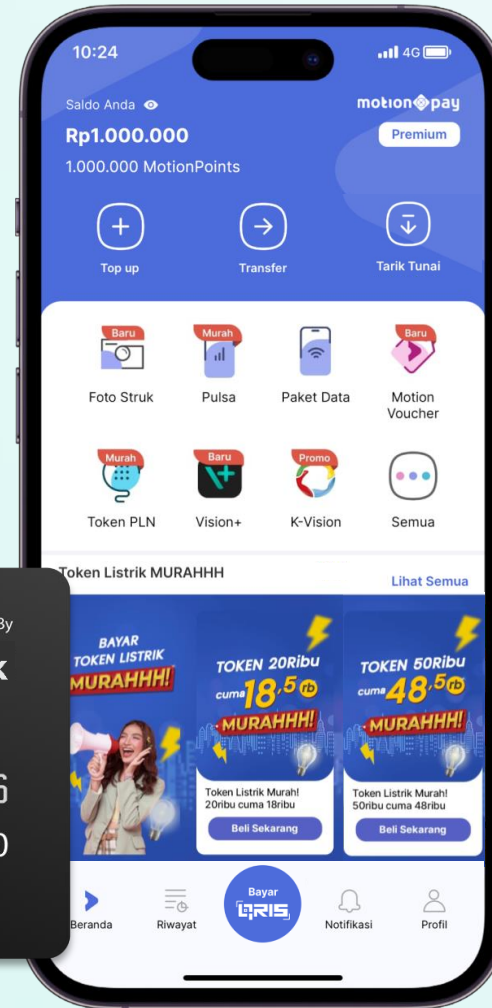 10:24
4G
Saldo Anda
motion pay
Rp1.000.000
Premium
1.000.000 MotionPoints
Top up
Transfer
Tarik Tunai
Baru
Murah
Baru
Foto Struk
Pulsa
Paket Data
Motion
Voucher
Murah
Baru
Promo
Token PLN
Vision+
K-Vision
Semua
Token Listrik MURAHHH
Lihat Semua
By
BAYAR
TOKEN LISTRIK
MURAHHH!
TOKEN 20Ribu
cuma 18,5 rb
MURAHHH!
Token Listrik Murah!
20ribu cuma 18ribu
Beli Sekarang
TOKEN 50Ribu
cuma 48,5 rb
MURAHHH!
Token Listrik Murah!
50ribu cuma 48ribu
Beli Sekarang
Beranda
Riwayat
Bayar
QRIS
Notifikasi
Profil